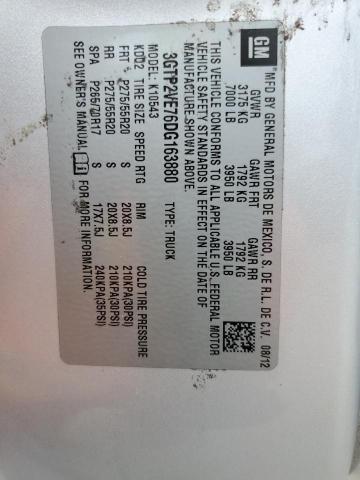 GM
MFD BY GENERAL MOTORS DE MEXICO, S. DE R.L. DE C.V. 08/12
GVWR GAWR FRT GAWR RR
3175 KG 1792 KG 1792 KG
7000 LB 3950 LB 3950 LB
THIS VEHICLE CONFORMS TO ALL APPLICABLE U.S. FEDERAL MOTOR
VEHICLE SAFETY STANDARDS IN EFFECT ON THE DATE OF
MANUFACTURE SHOWN ABOVE.
3GTP2VE76DG163880 TYPE: TRUCK
MODEL: K10543
TIRE SIZE SPEED RTG RIM COLD TIRE PRESSURE
FRT P275/55R20 S 20X8.5J 210KPA(30PSI)
RR P275/55R20 S 20X8.5J 210KPA(30PSI)
SPA P265/70R17 S 17X7.5J 240KPA(35PSI)
SEE OWNER'S MANUAL FOR MORE INFORMATION.